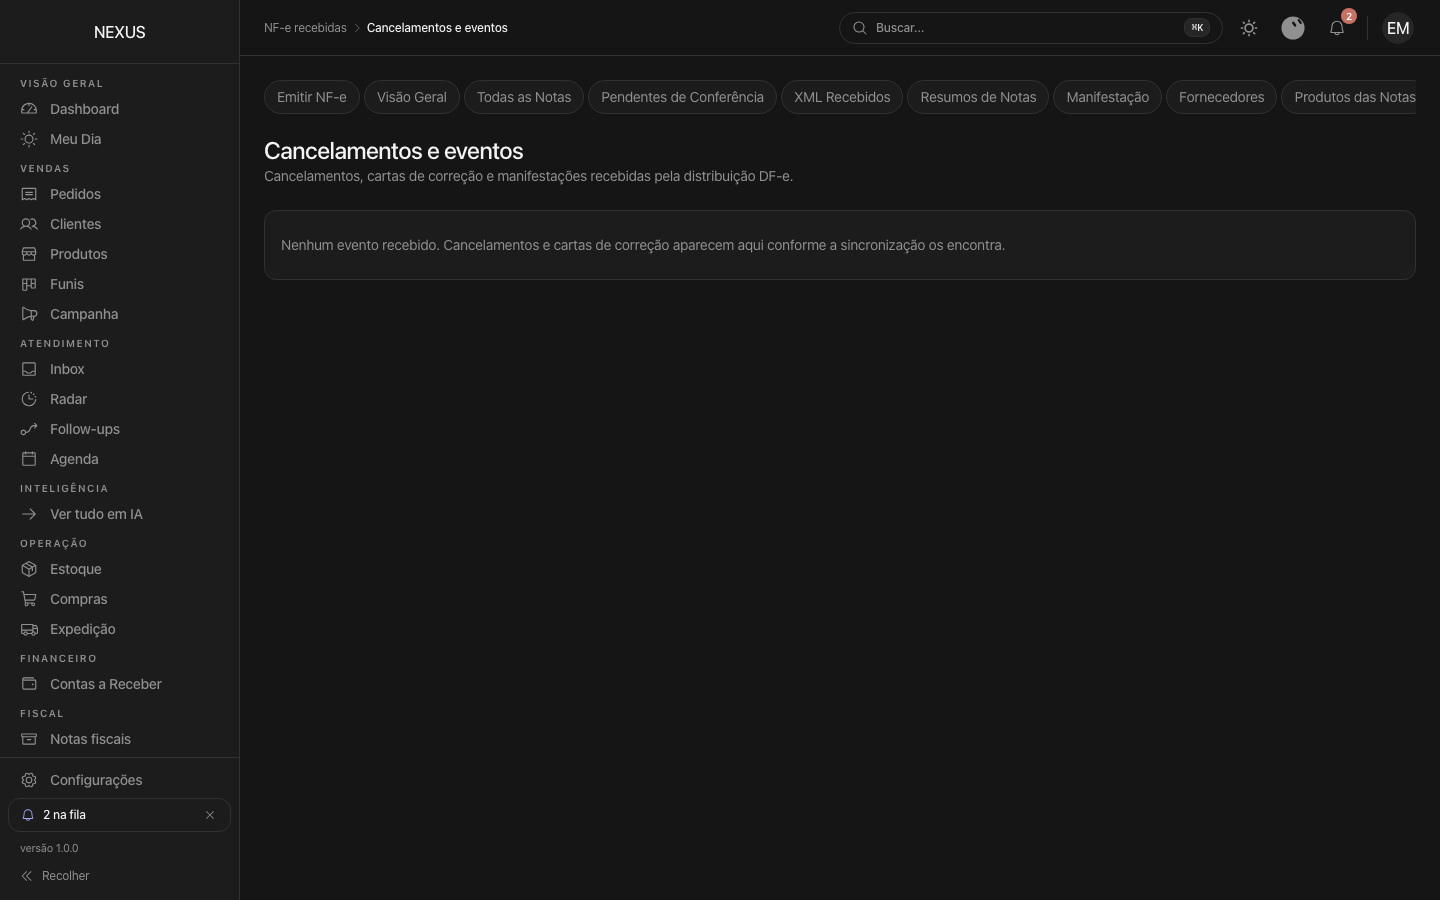 NEXUS
VISÃO GERAL
Dashboard
Meu Dia
VENDAS
Pedidos
Clientes
Produtos
Funis
Campanha
ATENDIMENTO
Inbox
Radar
Follow-ups
Agenda
INTELIGÊNCIA
Ver tudo em IA
OPERAÇÃO
Estoque
Compras
Expedição
FINANCEIRO
Contas a Receber
FISCAL
Notas fiscais
Configurações
2 na fila
versão 1.0.0
Recolher
NF-e recebidas
Cancelamentos e eventos
Buscar...
⌘K
2
EM
Emitir NF-e
Visão Geral
Todas as Notas
Pendentes de Conferência
XML Recebidos
Resumos de Notas
Manifestação
Fornecedores
Produtos das Notas
Cancelamentos e eventos
Cancelamentos, cartas de correção e manifestações recebidas pela distribuição DF-e.
Nenhum evento recebido. Cancelamentos e cartas de correção aparecem aqui conforme a sincronização os encontra.